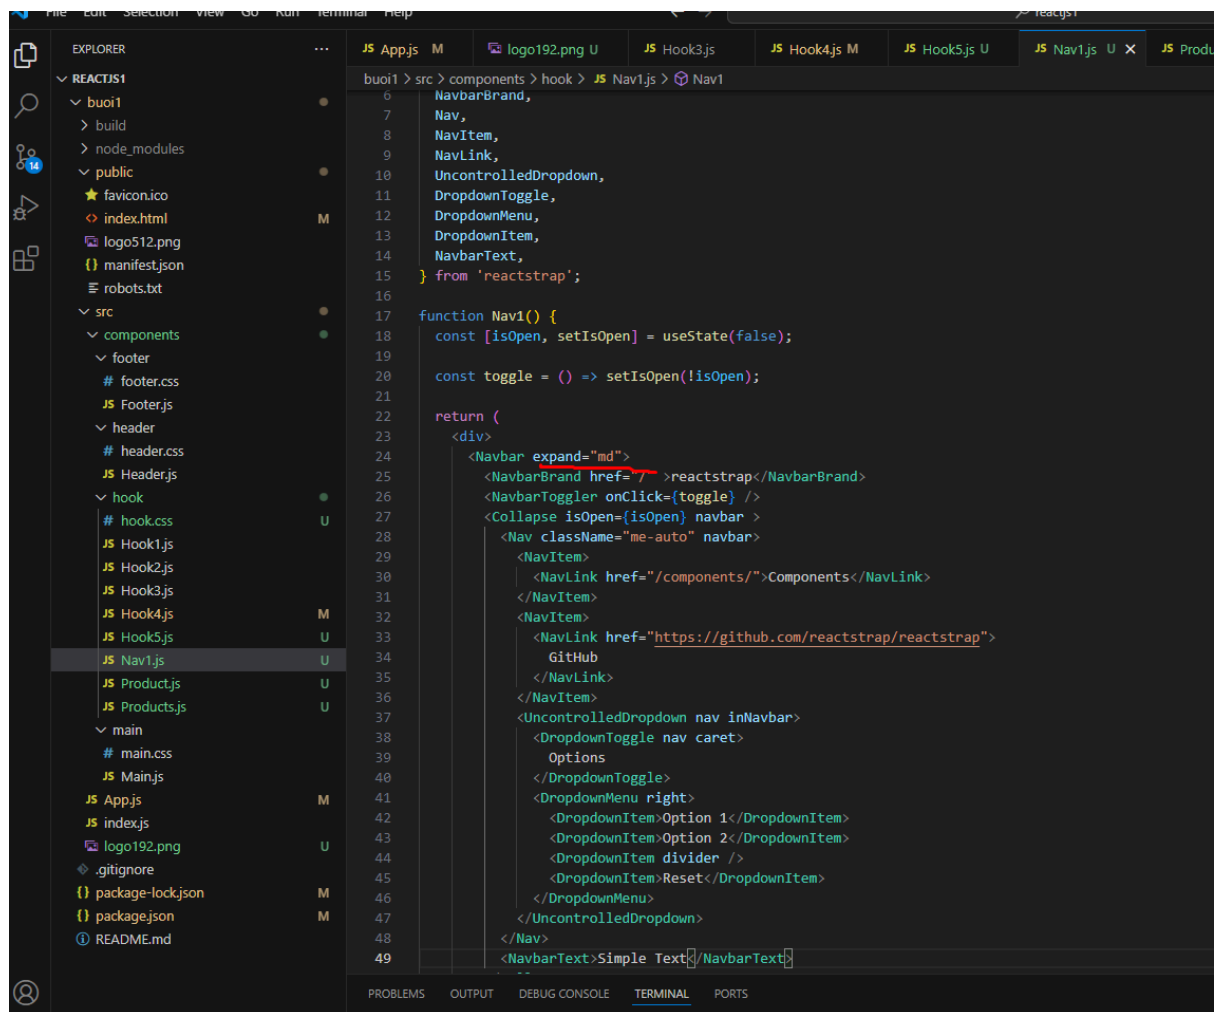 File Edit Selection View Go Run Terminal Help
reactjs1
EXPLORER
REACTJS1
buoi1
build
node_modules
public
favicon.ico
index.html M
logo512.png
manifest.json
robots.txt
src
components
footer
footer.css
Footer.js
header
header.css
Header.js
hook
hook.css U
Hook1.js
Hook2.js
Hook3.js
Hook4.js M
Hook5.js U
Nav1.js U
Product.js U
Products.js U
main
main.css
Main.js
App.js M
index.js
logo192.png U
.gitignore
package-lock.json M
package.json M
README.md
14
JS App.js M logo192.png U JS Hook3.js JS Hook4.js M JS Hook5.js U JS Nav1.js U JS Produ
buoi1 > src > components > hook > JS Nav1.js > Nav1
6 NavbarBrand,
7 Nav,
8 NavItem,
9 NavLink,
10 UncontrolledDropdown,
11 DropdownToggle,
12 DropdownMenu,
13 DropdownItem,
14 NavbarText,
15 } from 'reactstrap';
16
17 function Nav1() {
18 const [isOpen, setIsOpen] = useState(false);
19
20 const toggle = () => setIsOpen(!isOpen);
21
22 return (
23 <div>
24 <Navbar expand="md">
25 <NavbarBrand href="/">reactstrap</NavbarBrand>
26 <NavbarToggler onClick={toggle} />
27 <Collapse isOpen={isOpen} navbar >
28 <Nav className="me-auto" navbar>
29 <NavItem>
30 <NavLink href="/components/">Components</NavLink>
31 </NavItem>
32 <NavItem>
33 <NavLink href="https://github.com/reactstrap/reactstrap">
34 GitHub
35 </NavLink>
36 </NavItem>
37 <UncontrolledDropdown nav inNavbar>
38 <DropdownToggle nav caret>
39 Options
40 </DropdownToggle>
41 <DropdownMenu right>
42 <DropdownItem>Option 1</DropdownItem>
43 <DropdownItem>Option 2</DropdownItem>
44 <DropdownItem divider />
45 <DropdownItem>Reset</DropdownItem>
46 </DropdownMenu>
47 </UncontrolledDropdown>
48 </Nav>
49 <NavbarText>Simple Text</NavbarText>
PROBLEMS OUTPUT DEBUG CONSOLE TERMINAL PORTS